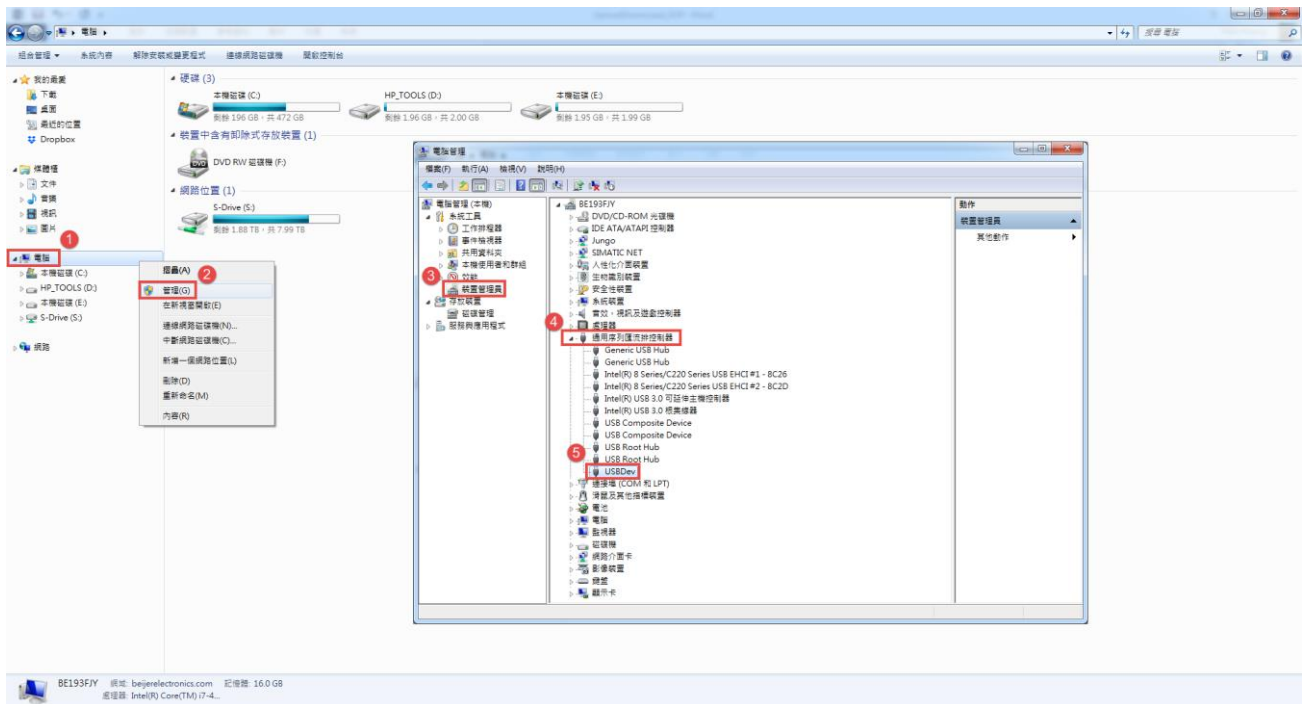 電腦
搜尋 電腦
組合管理
系統內容
解除安裝或變更程式
連線網路磁碟機
開啟控制台
我的最愛
下載
桌面
最近的位置
Dropbox
媒體櫃
文件
音樂
視訊
圖片
1
電腦
本機磁碟 (C:)
HP_TOOLS (D:)
本機磁碟 (E:)
S-Drive (S:)
網路
硬碟 (3)
本機磁碟 (C:)
剩餘 196 GB，共 472 GB
HP_TOOLS (D:)
剩餘 1.96 GB，共 2.00 GB
本機磁碟 (E:)
剩餘 1.95 GB，共 1.99 GB
裝置中含有卸除式存放裝置 (1)
DVD RW 磁碟機 (F:)
網路位置 (1)
S-Drive (S:)
剩餘 1.88 TB，共 7.99 TB
摺疊(A)
2
管理(G)
在新視窗開啟(E)
連線網路磁碟機(N)...
中斷網路磁碟機(C)...
新增一個網路位置(L)
刪除(D)
重新命名(M)
內容(R)
電腦管理
檔案(F) 執行(A) 檢視(V) 說明(H)
電腦管理 (本機)
系統工具
工作排程器
事件檢視器
共用資料夾
本機使用者和群組
3
效能
裝置管理員
存放裝置
磁碟管理
服務與應用程式
BE193FJY
DVD/CD-ROM 光碟機
IDE ATA/ATAPI 控制器
Jungo
SIMATIC NET
人性化介面裝置
生物識別裝置
安全性裝置
系統裝置
音效，視訊及遊戲控制器
4
處理器
通用序列匯流排控制器
Generic USB Hub
Generic USB Hub
Intel(R) 8 Series/C220 Series USB EHCI #1 - 8C26
Intel(R) 8 Series/C220 Series USB EHCI #2 - 8C2D
Intel(R) USB 3.0 可延伸主機控制器
Intel(R) USB 3.0 根集線器
USB Composite Device
USB Composite Device
USB Root Hub
5
USB Root Hub
USBDev
連接埠 (COM 和 LPT)
滑鼠及其他指標裝置
電池
電腦
監視器
磁碟機
網路介面卡
影像裝置
鍵盤
顯示卡
動作
裝置管理員
其他動作
BE193FJY 網域: beijerelectronics.com 記憶體: 16.0 GB
處理器: Intel(R) Core(TM) i7-4...